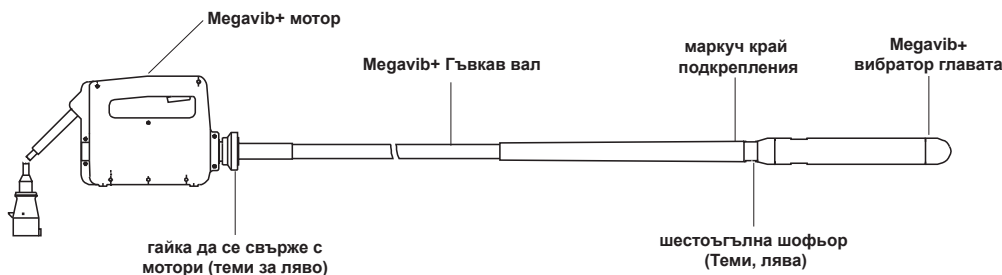 Megavib+ мотор
Megavib+ Гъвкав вал
маркуч край
подкрепления
Megavib+
вибратор главата
гайка да се свърже с
мотори (теми за ляво)
шестоъгълна шофьор
(Теми, лява)